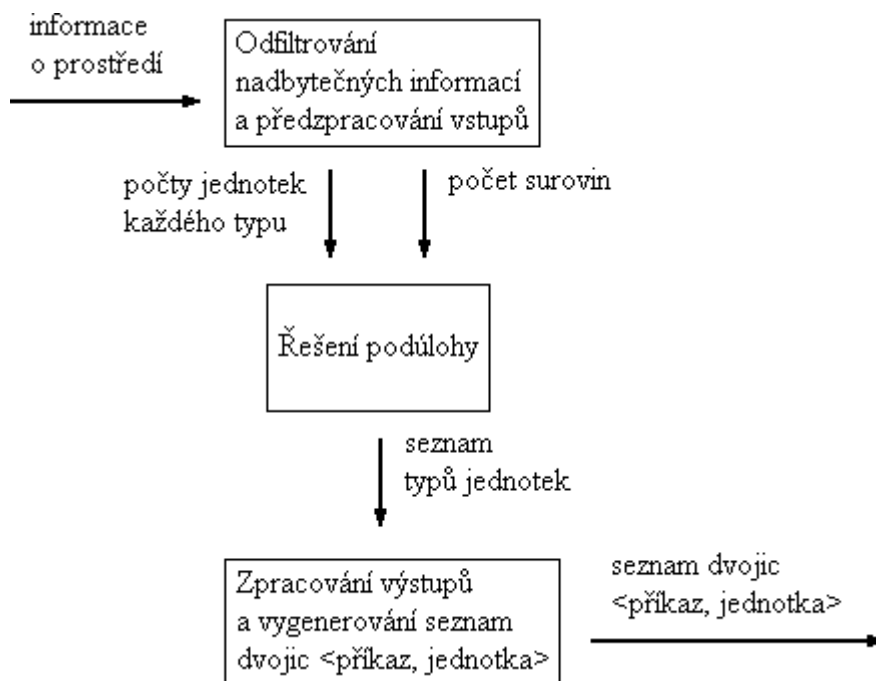 informace
o prostředí
Odfiltrování
nadbytečných informací
a předzpracování vstupů
počty jednotek
každého typu
počet surovin
Řešení podúlohy
seznam
typů jednotek
Zpracování výstupů
a vygenerování seznam
dvojic <příkaz, jednotka>
seznam dvojic
<příkaz, jednotka>